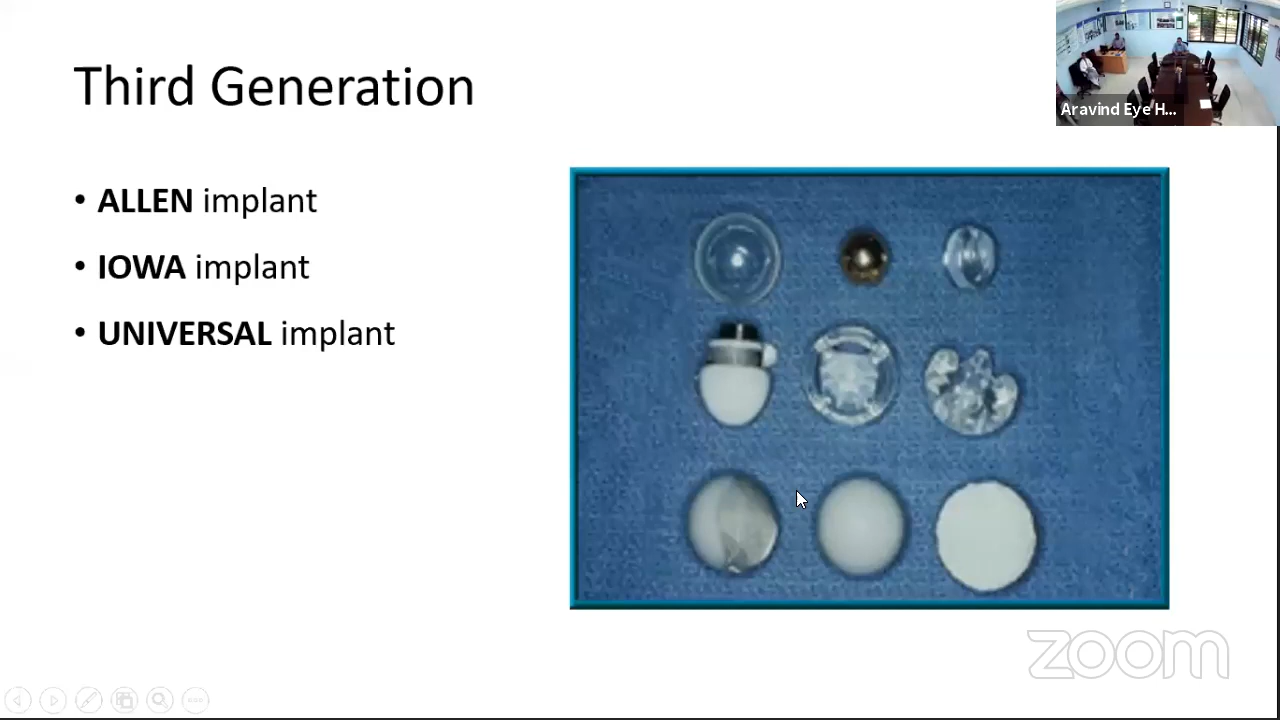 Third Generation
Aravind Eye H...
• ALLEN implant
• IOWA implant
• UNIVERSAL implant
zoom